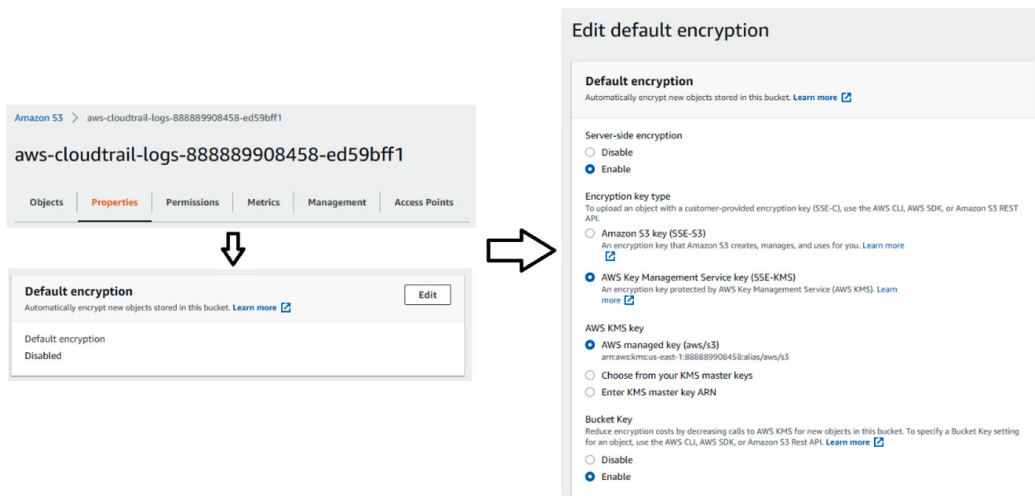 Amazon S3 > aws-cloudtrail-logs-888889908458-ed59bff1
aws-cloudtrail-logs-888889908458-ed59bff1
Objects Properties Permissions Metrics Management Access Points
Default encryption
Edit
Automatically encrypt new objects stored in this bucket. Learn more
Default encryption
Disabled
Edit default encryption
Default encryption
Automatically encrypt new objects stored in this bucket. Learn more
Server-side encryption
Disable
Enable
Encryption key type
To upload an object with a customer-provided encryption key (SSE-C), use the AWS CLI, AWS SDK, or Amazon S3 REST
API.
Amazon S3 key (SSE-S3)
An encryption key that Amazon S3 creates, manages, and uses for you. Learn more
AWS Key Management Service key (SSE-KMS)
An encryption key protected by AWS Key Management Service (AWS KMS). Learn
more
AWS KMS key
AWS managed key (aws/s3)
arn:aws:kms:us-east-1:888889908458:alias/aws/s3
Choose from your KMS master keys
Enter KMS master key ARN
Bucket Key
Reduce encryption costs by decreasing calls to AWS KMS for new objects in this bucket. To specify a Bucket Key setting
for an object, use the AWS CLI, AWS SDK, or Amazon S3 Rest API. Learn more
Disable
Enable